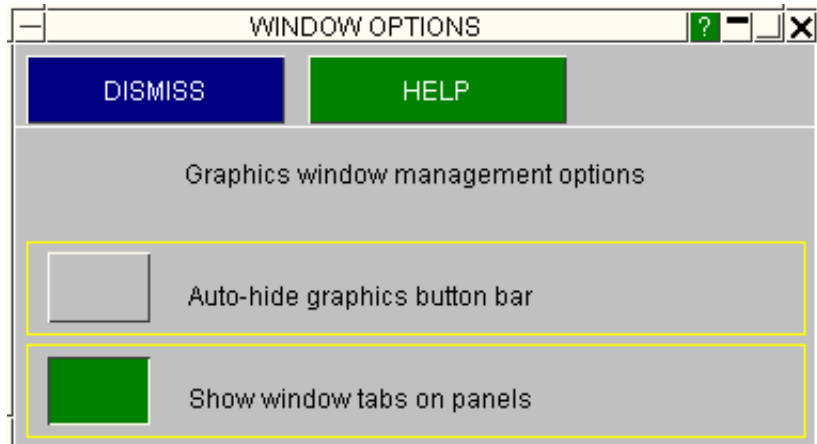 WINDOW OPTIONS ?
DISMISS HELP
Graphics window management options
Auto-hide graphics button bar
Show window tabs on panels